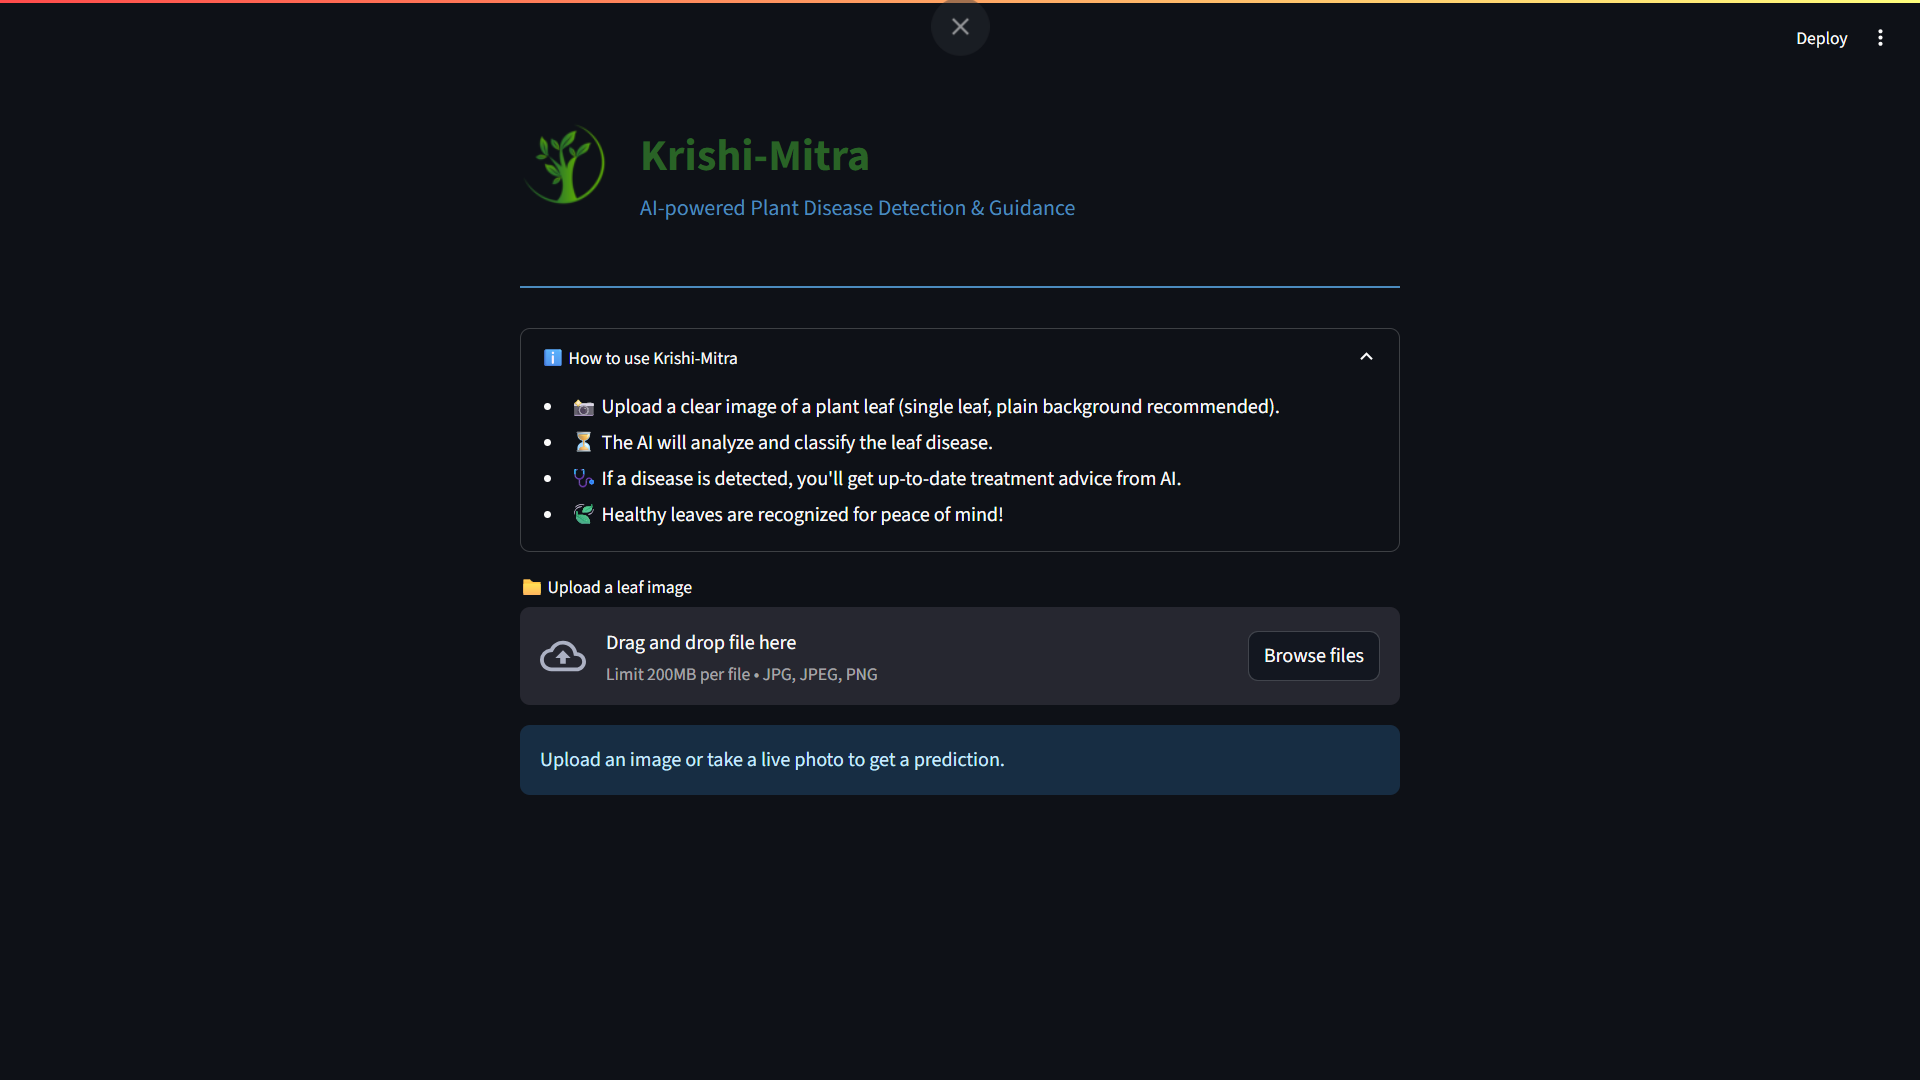 Deploy
Krishi-Mitra
AI-powered Plant Disease Detection & Guidance
ℹ️ How to use Krishi-Mitra
• 📸 Upload a clear image of a plant leaf (single leaf, plain background recommended).
• ⏳ The AI will analyze and classify the leaf disease.
• 🩺 If a disease is detected, you'll get up-to-date treatment advice from AI.
• 🍃 Healthy leaves are recognized for peace of mind!
📁 Upload a leaf image
Drag and drop file here
Limit 200MB per file • JPG, JPEG, PNG
Browse files
Upload an image or take a live photo to get a prediction.